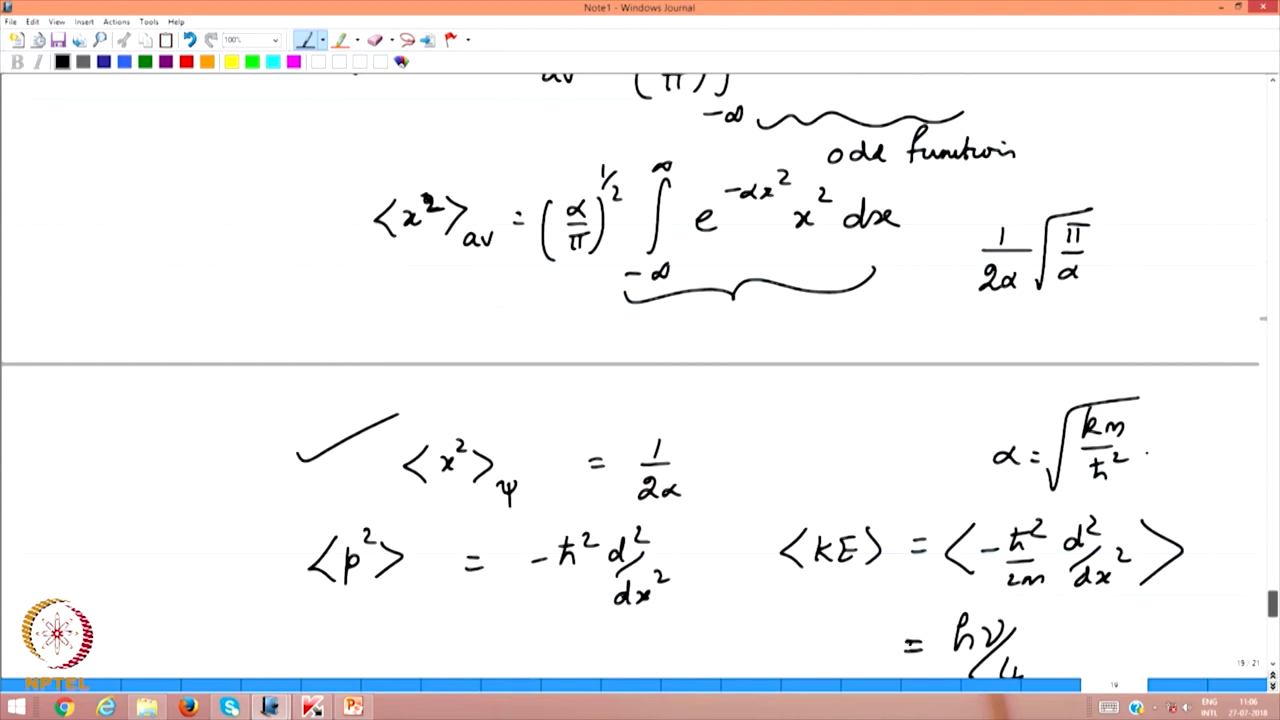 Note1 - Windows Journal
File Edit View Insert Actions Tools Help
100%
B I
av (π)
-∞
odd function
⟨x²⟩av = (α/π)^1/2 ∫_{-∞}^{∞} e^{-αx²} x² dx
1/2α √(π/α)
⟨x²⟩ψ = 1/2α
α = √(km/ħ²)
⟨p²⟩ = -ħ² d²/dx²
⟨KE⟩ = ⟨-ħ²/2m d²/dx²⟩
= hν/4
NPTEL
19 / 21
19
ENG
INTL
11:06
27-07-2018